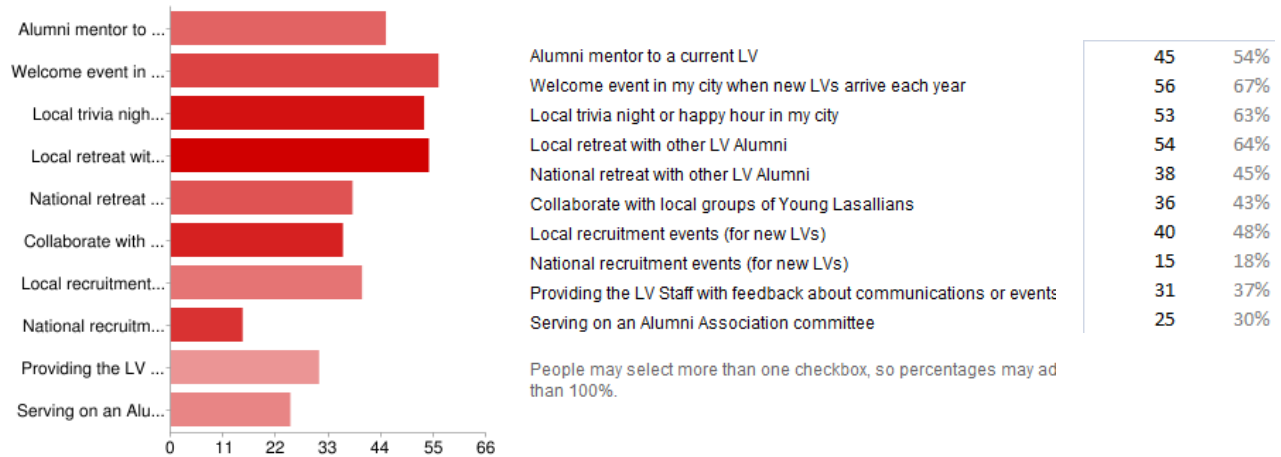 Alumni mentor to ...
Welcome event in ...
Local trivia nigh...
Local retreat wit...
National retreat ...
Collaborate with ...
Local recruitment...
National recruitm...
Providing the LV ...
Serving on an Alu...
0 11 22 33 44 55 66
Alumni mentor to a current LV 45 54%
Welcome event in my city when new LVs arrive each year 56 67%
Local trivia night or happy hour in my city 53 63%
Local retreat with other LV Alumni 54 64%
National retreat with other LV Alumni 38 45%
Collaborate with local groups of Young Lasallians 36 43%
Local recruitment events (for new LVs) 40 48%
National recruitment events (for new LVs) 15 18%
Providing the LV Staff with feedback about communications or events 31 37%
Serving on an Alumni Association committee 25 30%
People may select more than one checkbox, so percentages may ad
than 100%.